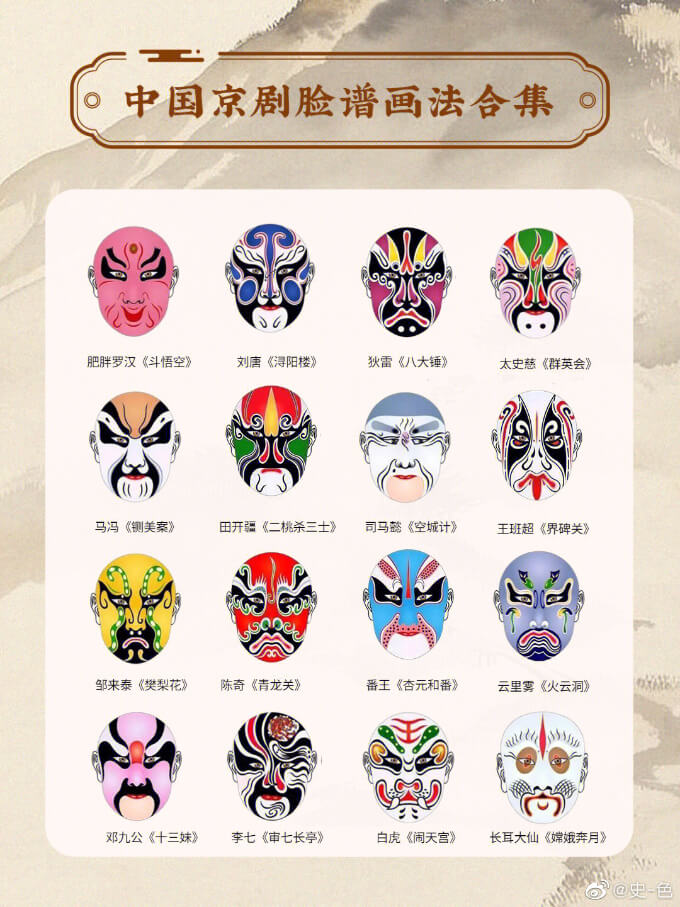 中国京剧脸谱画法合集
肥胖罗汉《斗悟空》
刘唐《浔阳楼》
狄雷《八大锤》
太史慈《群英会》
马冯《铡美案》
田开疆《二桃杀三士》
司马懿《空城计》
王班超《界碑关》
邹来泰《樊梨花》
陈奇《青龙关》
番王《杏元和番》
云里雾《火云洞》
邓九公《十三妹》
李七《审七长亭》
白虎《闹天宫》
长耳大仙《嫦娥奔月》
王
@史-色